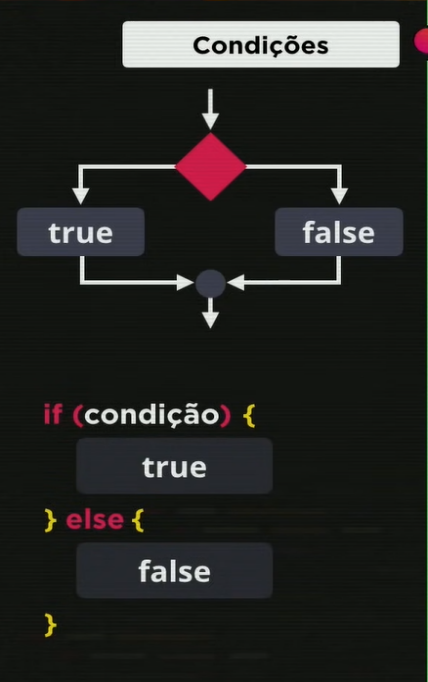 Condições
true false
if (condição) {
true
} else {
false
}